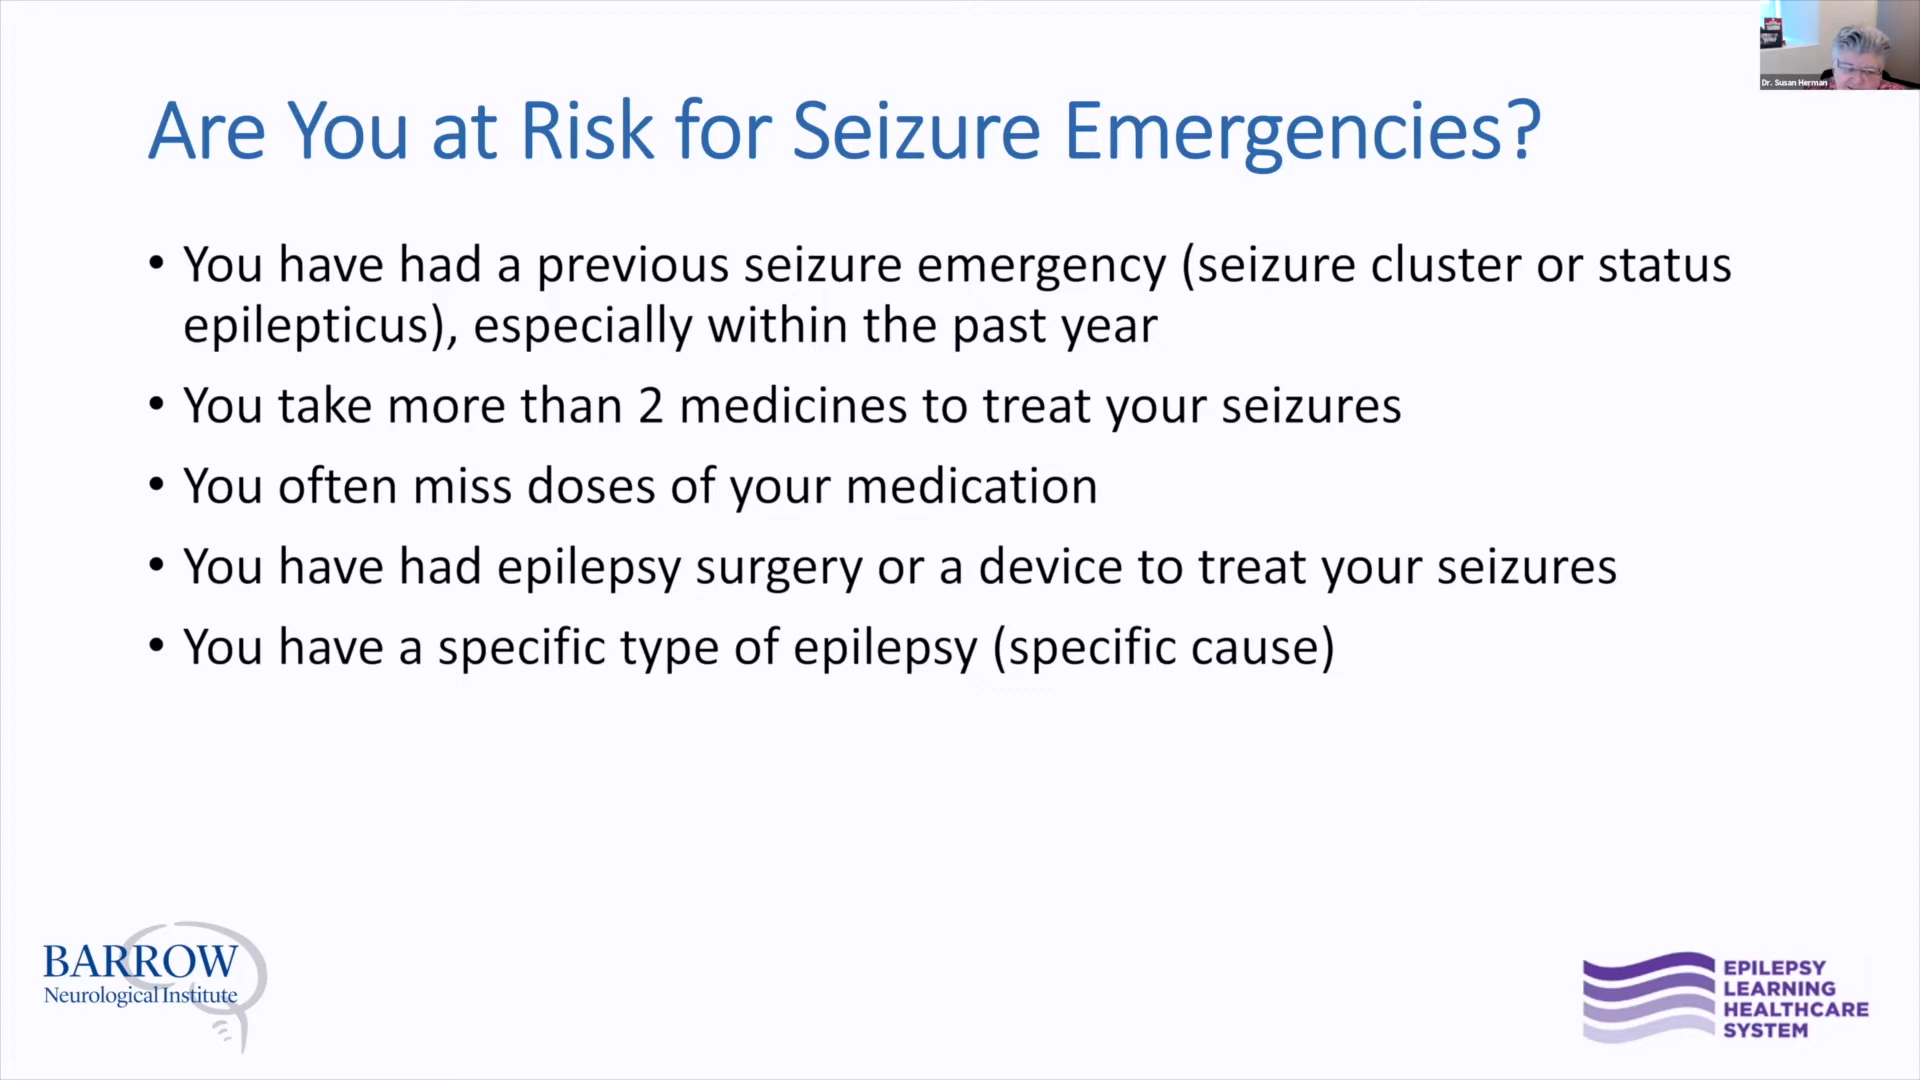 Dr. Susan Herman
Are You at Risk for Seizure Emergencies?
• You have had a previous seizure emergency (seizure cluster or status
epilepticus), especially within the past year
• You take more than 2 medicines to treat your seizures
• You often miss doses of your medication
• You have had epilepsy surgery or a device to treat your seizures
• You have a specific type of epilepsy (specific cause)
BARROW
Neurological Institute
EPILEPSY
LEARNING
HEALTHCARE
SYSTEM